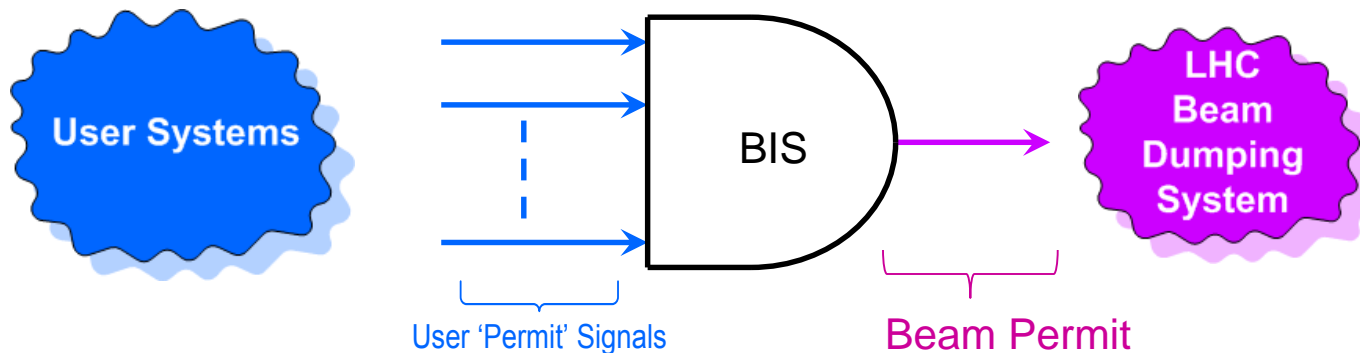 User Systems
BIS
LHC
Beam
Dumping
System
User ‘Permit’ Signals
Beam Permit